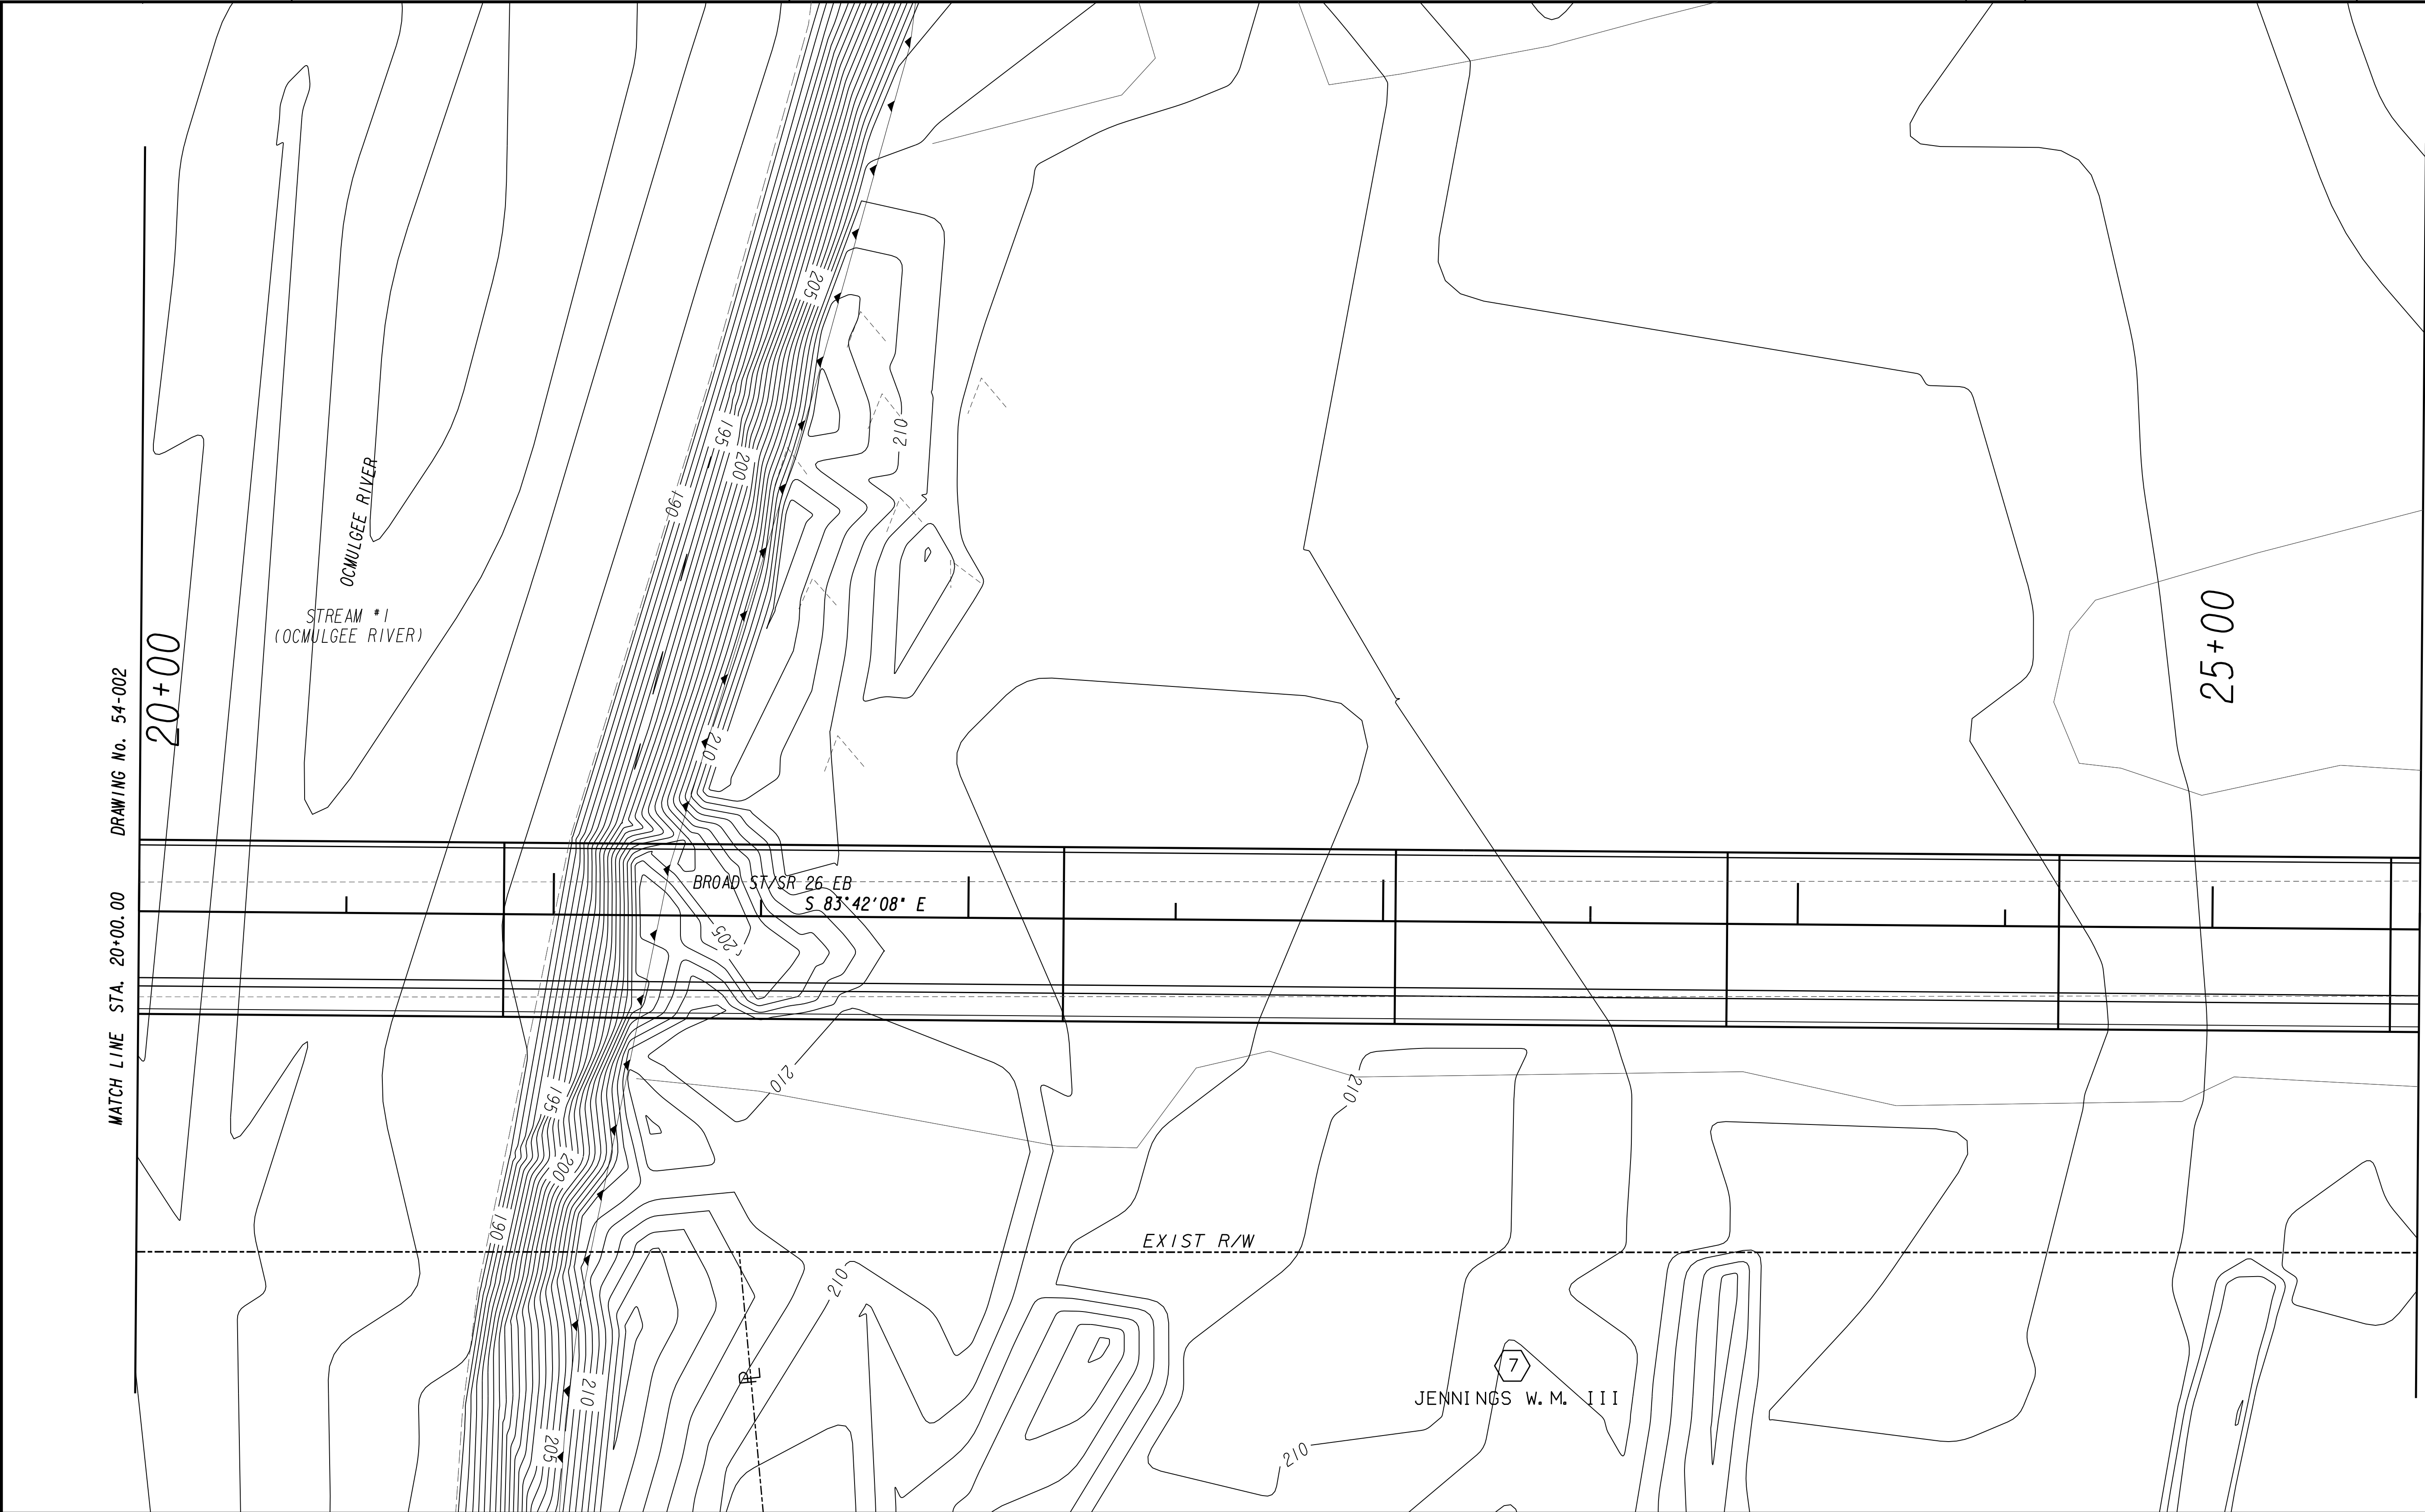 205
195
200
190
210
OCMULGEE RIVER
STREAM #1
(OCMULGEE RIVER)
20+00
25+00
MATCH LINE STA. 20+00.00 DRAWING No. 54-002
210
BROAD ST/SR 26 EB
S 83°42'08" E
205
210
210
195
200
190
EXIST R/W
210
PL
210
205
7
JENNINGS W.M. III
210